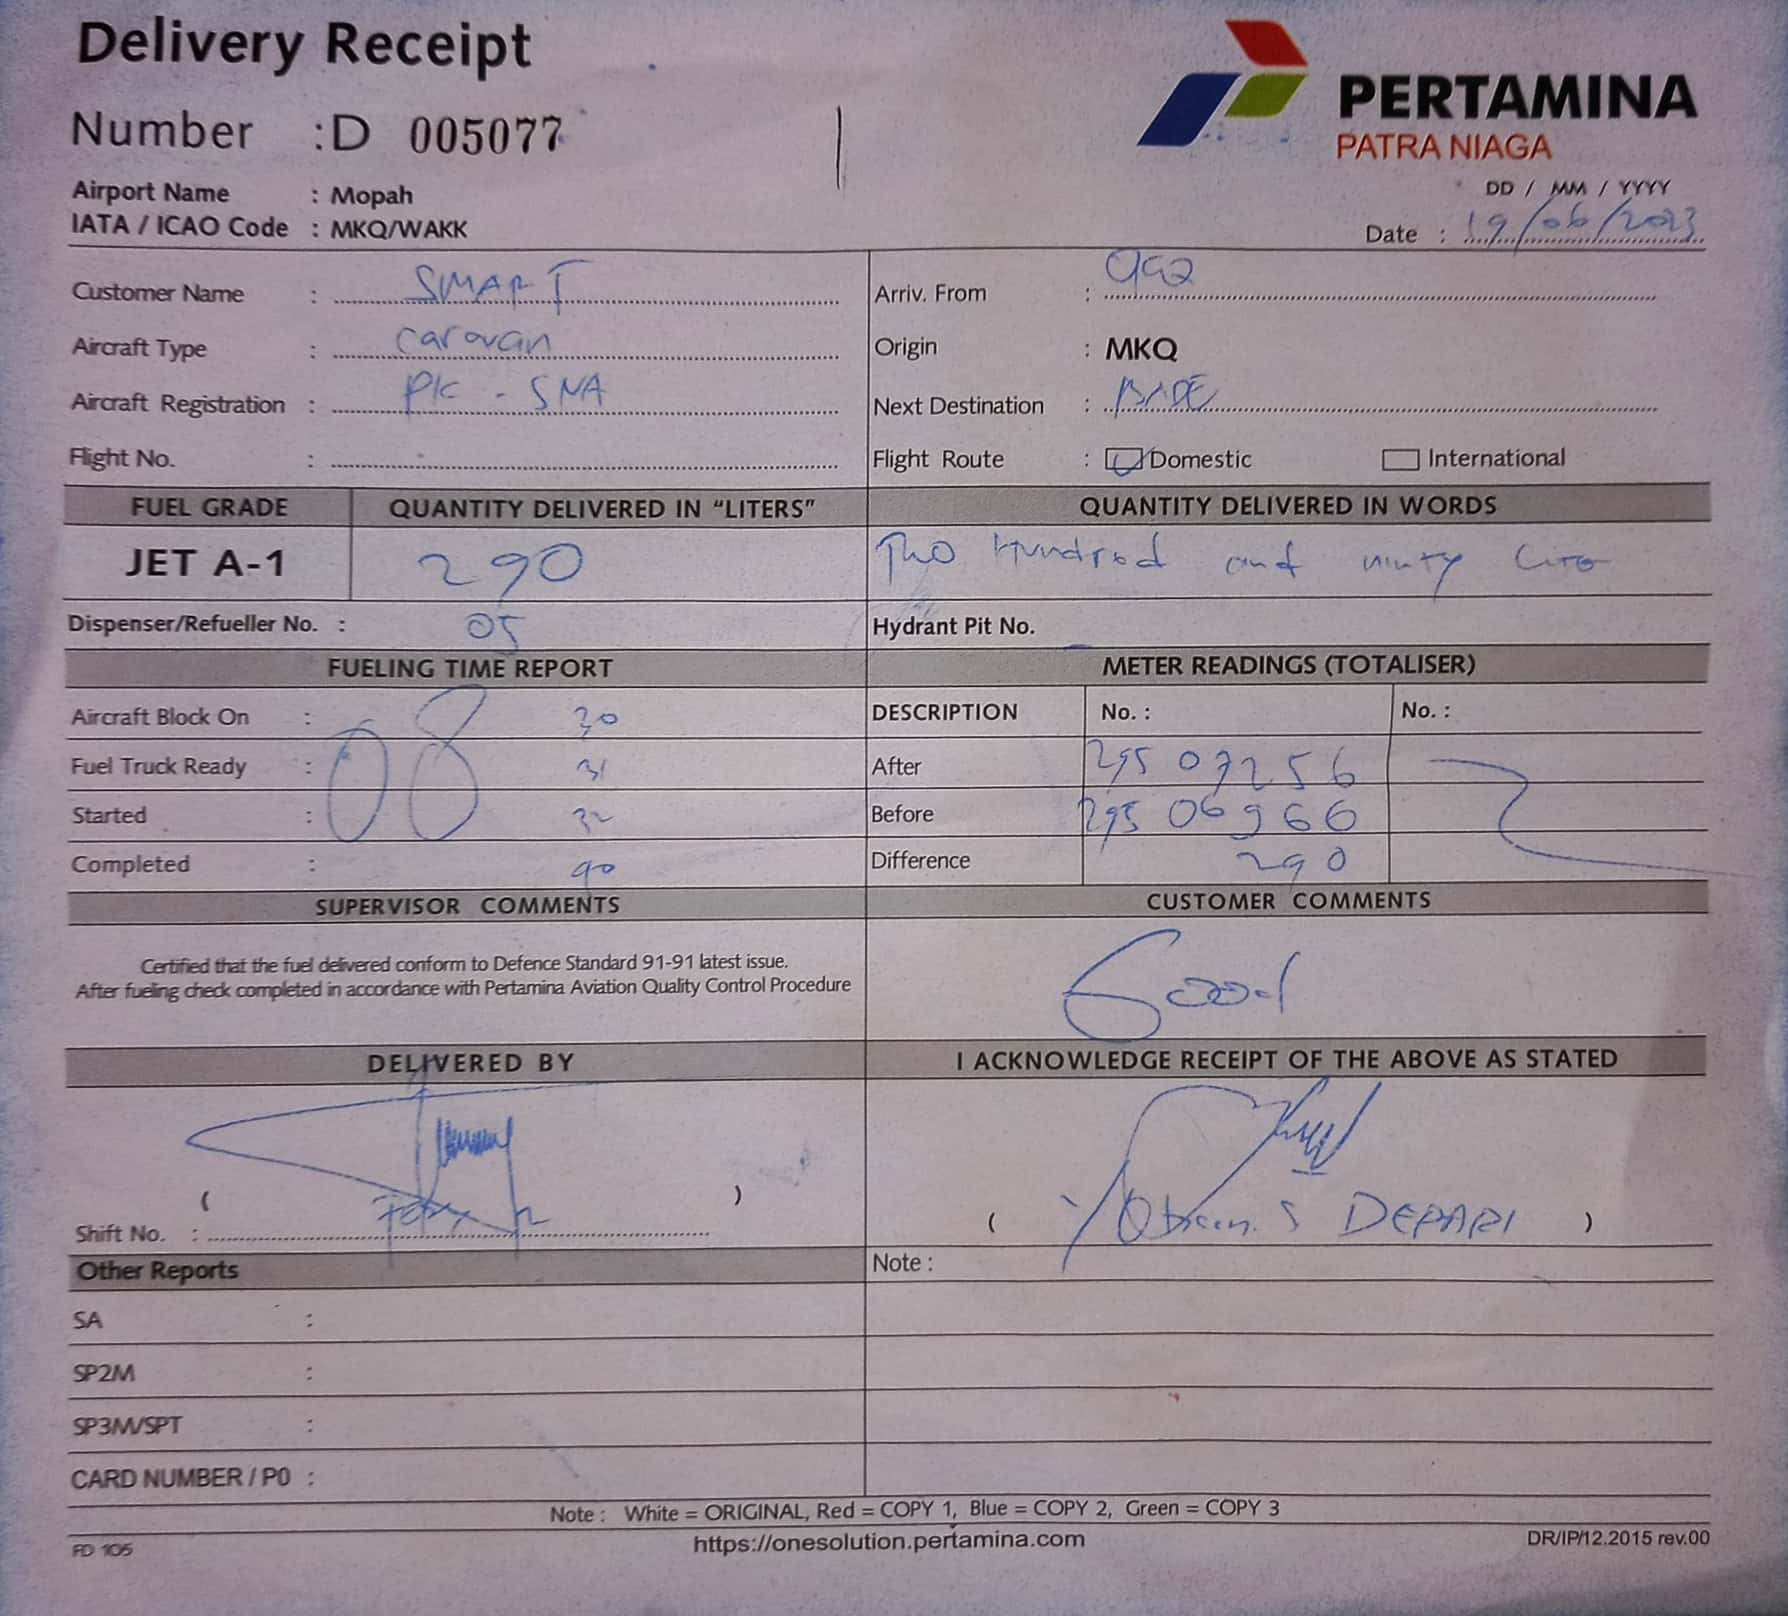 Delivery Receipt
PERTAMINA
PATRA NIAGA
Number :D 005077
Airport Name : Mopah
IATA / ICAO Code : MKQ/WAKK
DD / MM / YYYY
Date : 19/06/2023
Customer Name : SMART
Arriv. From :
Aircraft Type : caravan
Origin : MKQ
Aircraft Registration : PK - SNA
Next Destination : BADE
Flight No. :
Flight Route : Domestic International
FUEL GRADE QUANTITY DELIVERED IN “LITERS” QUANTITY DELIVERED IN WORDS
JET A-1 290 Two Hundred and ninty
Dispenser/Refueller No. : 05 Hydrant Pit No.
FUELING TIME REPORT METER READINGS (TOTALISER)
Aircraft Block On : 08 30 DESCRIPTION No. : No. :
Fuel Truck Ready : 31 After 29507256
Started : 32 Before 29506966
Completed : 40 Difference 290
SUPERVISOR COMMENTS CUSTOMER COMMENTS
Certified that the fuel delivered conform to Defence Standard 91-91 latest issue.
After fueling check completed in accordance with Pertamina Aviation Quality Control Procedure
Good
DELIVERED BY I ACKNOWLEDGE RECEIPT OF THE ABOVE AS STATED
( )
Shift No. :
( S DEPARI )
Other Reports Note :
SA :
SP2M :
SP3M/SPT :
CARD NUMBER / P0 :
Note : White = ORIGINAL, Red = COPY 1, Blue = COPY 2, Green = COPY 3
FD 105 https://onesolution.pertamina.com DR/IP/12.2015 rev.00